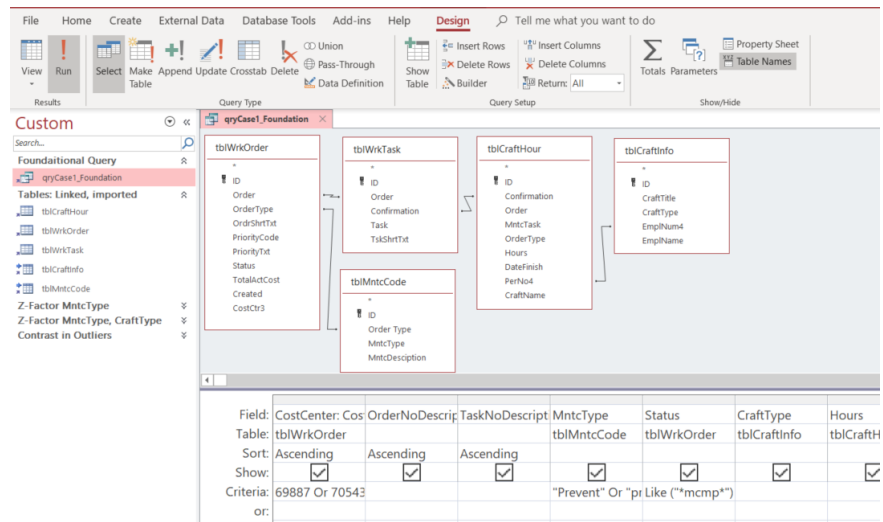 File Home Create External Data Database Tools Add-ins Help Design Tell me what you want to do
View Run Select Make Table Append Update Crosstab Delete
Union
Pass-Through
Data Definition
Show Table
Insert Rows
Delete Rows
Builder
Insert Columns
Delete Columns
Return: All
Totals Parameters
Property Sheet
Table Names
Results Query Type Query Setup Show/Hide
Custom
Search...
Foundaitional Query
qryCase1_Foundation
Tables: Linked, imported
tblCraftHour
tblWrkOrder
tblWrkTask
tblCraftInfo
tblMntcCode
Z-Factor MntcType
Z-Factor MntcType, CraftType
Contrast in Outliers
qryCase1_Foundation
tblWrkOrder
*
ID
Order
OrderType
OrdrShrtTxt
PriorityCode
PriorityTxt
Status
TotalActCost
Created
CostCtr3
tblWrkTask
*
ID
Order
Confirmation
Task
TskShrtTxt
tblMntcCode
*
ID
Order Type
MntcType
MntcDesciption
tblCraftHour
*
ID
Confirmation
Order
MntcTask
OrderType
Hours
DateFinish
PerNo4
CraftName
tblCraftInfo
*
ID
CraftTitle
CraftType
EmplNum4
EmplName
Field: CostCenter: Cos OrderNoDescrip TaskNoDescript MntcType Status CraftType Hours
Table: tblWrkOrder tblMntcCode tblWrkOrder tblCraftInfo tblCraftH
Sort: Ascending Ascending Ascending
Show:
Criteria: 69887 Or 70543 "Prevent" Or "pr Like ("*mcmp*")
or: